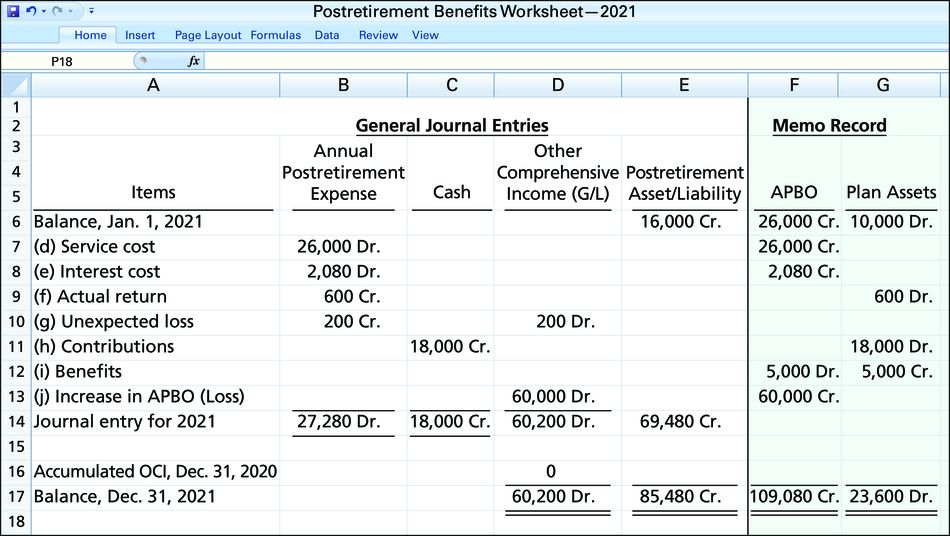 Postretirement Benefits Worksheet—2021
Home Insert Page Layout Formulas Data Review View
P18 fx
A B C D E F G
1
2 General Journal Entries Memo Record
3 Annual Other
4 Postretirement Comprehensive Postretirement
5 Items Expense Cash Income (G/L) Asset/Liability APBO Plan Assets
6 Balance, Jan. 1, 2021 16,000 Cr. 26,000 Cr. 10,000 Dr.
7 (d) Service cost 26,000 Dr. 26,000 Cr.
8 (e) Interest cost 2,080 Dr. 2,080 Cr.
9 (f) Actual return 600 Cr. 600 Dr.
10 (g) Unexpected loss 200 Cr. 200 Dr.
11 (h) Contributions 18,000 Cr. 18,000 Dr.
12 (i) Benefits 5,000 Dr. 5,000 Cr.
13 (j) Increase in APBO (Loss) 60,000 Dr. 60,000 Cr.
14 Journal entry for 2021 27,280 Dr. 18,000 Cr. 60,200 Dr. 69,480 Cr.
15
16 Accumulated OCI, Dec. 31, 2020 0
17 Balance, Dec. 31, 2021 60,200 Dr. 85,480 Cr. 109,080 Cr. 23,600 Dr.
18